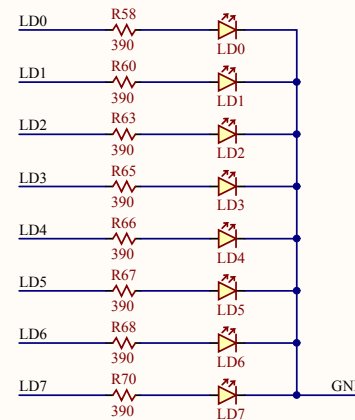 LD0 R58 390 LD0
LD1 R60 390 LD1
LD2 R63 390 LD2
LD3 R65 390 LD3
LD4 R66 390 LD4
LD5 R67 390 LD5
LD6 R68 390 LD6
LD7 R70 390 LD7
GN